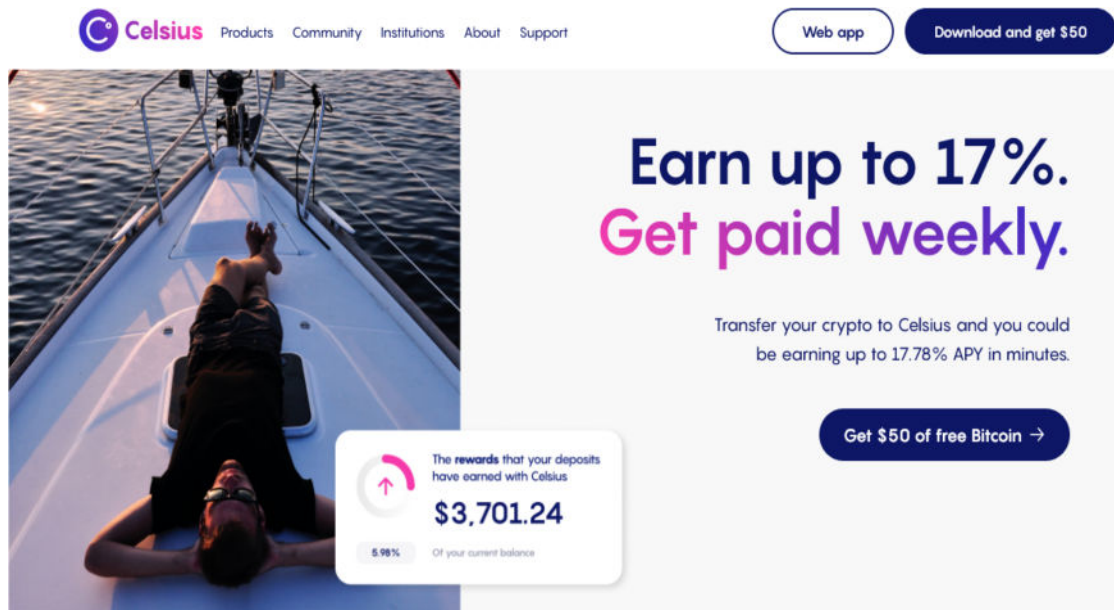 Celsius Products Community Institutions About Support Web app Download and get $50
Earn up to 17%.
Get paid weekly.
Transfer your crypto to Celsius and you could
be earning up to 17.78% APY in minutes.
Get $50 of free Bitcoin →
The rewards that your deposits
have earned with Celsius
$3,701.24
5.98% Of your current balance